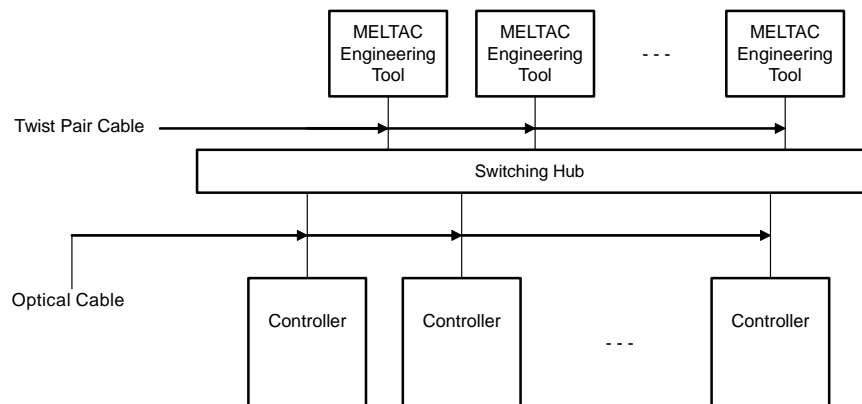 MELTAC
Engineering
Tool
MELTAC
Engineering
Tool
- - -
MELTAC
Engineering
Tool
Twist Pair Cable
Switching Hub
Optical Cable
Controller
Controller
- - -
Controller